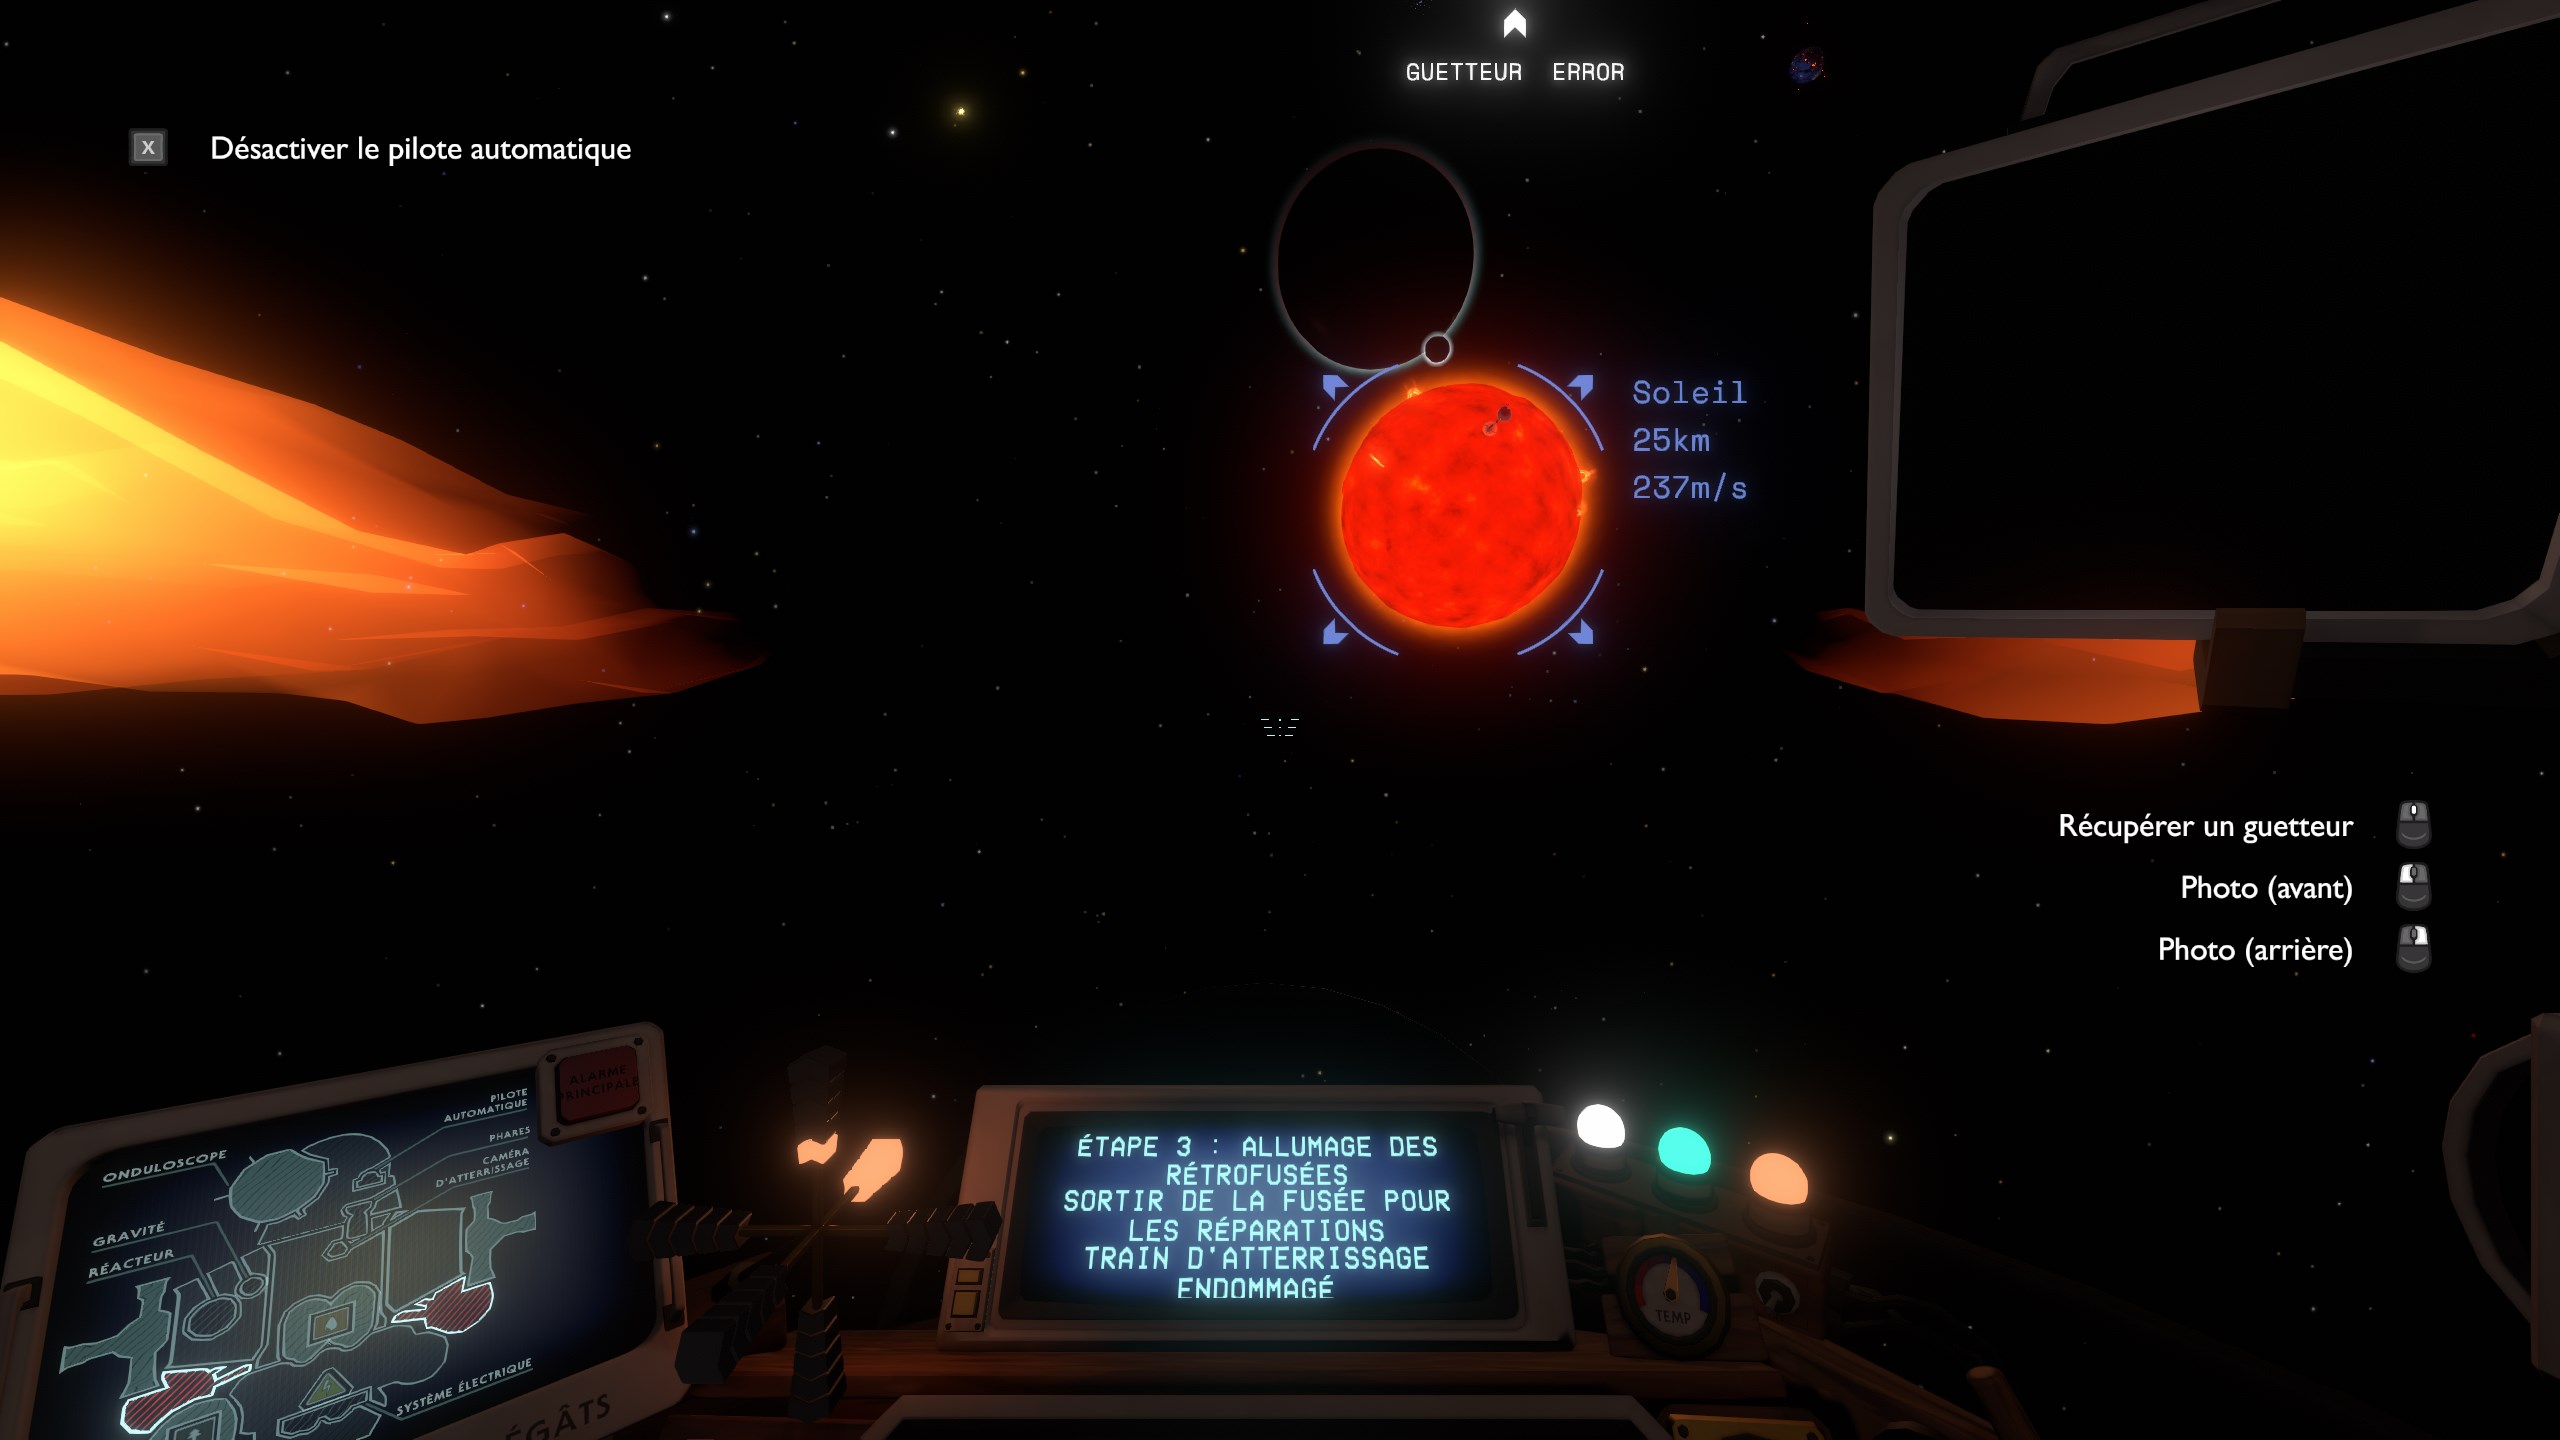 GUETTEUR ERROR
X Désactiver le pilote automatique
Soleil
25km
237m/s
Récupérer un guetteur
Photo (avant)
Photo (arrière)
ALARME
PRINCIPALE
PILOTE
AUTOMATIQUE
PHARES
CAMÉRA
D'ATTERRISSAGE
ONDULOSCOPE
GRAVITÉ
RÉACTEUR
SYSTÈME ÉLECTRIQUE
ÉTAPE 3 : ALLUMAGE DES
RÉTROFUSÉES
SORTIR DE LA FUSÉE POUR
LES RÉPARATIONS
TRAIN D'ATTERRISSAGE
ENDOMMAGÉ
TEMP